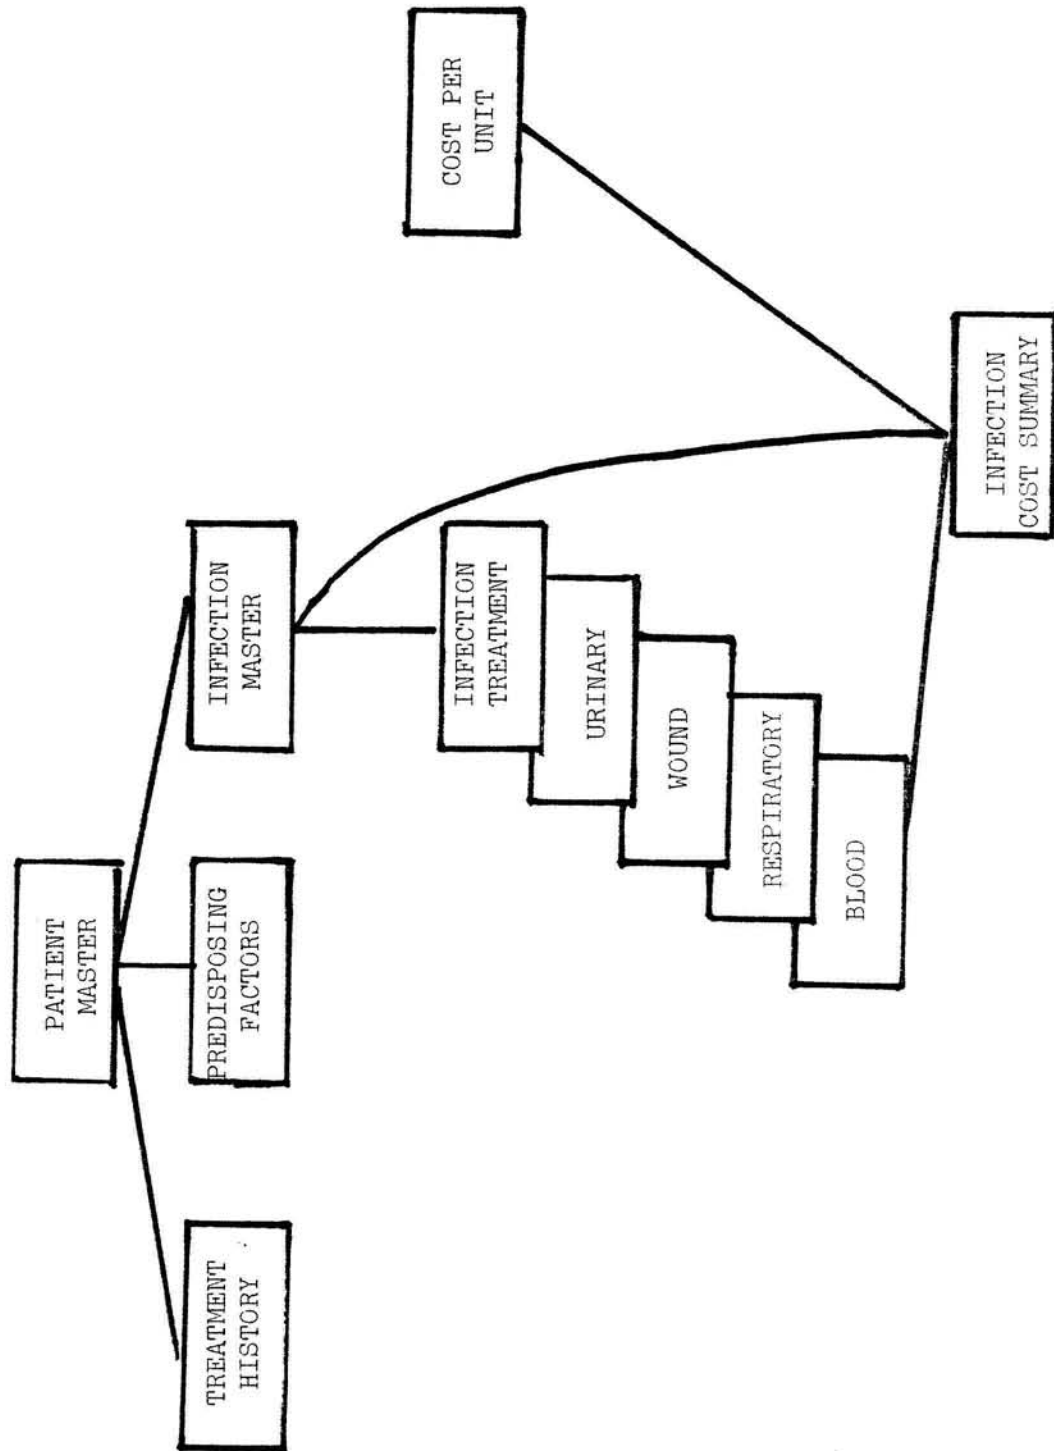 PATIENT
MASTER
TREATMENT
HISTORY
PREDISPOSING
FACTORS
INFECTION
MASTER
COST PER
UNIT
INFECTION
TREATMENT
URINARY
WOUND
RESPIRATORY
BLOOD
INFECTION
COST SUMMARY